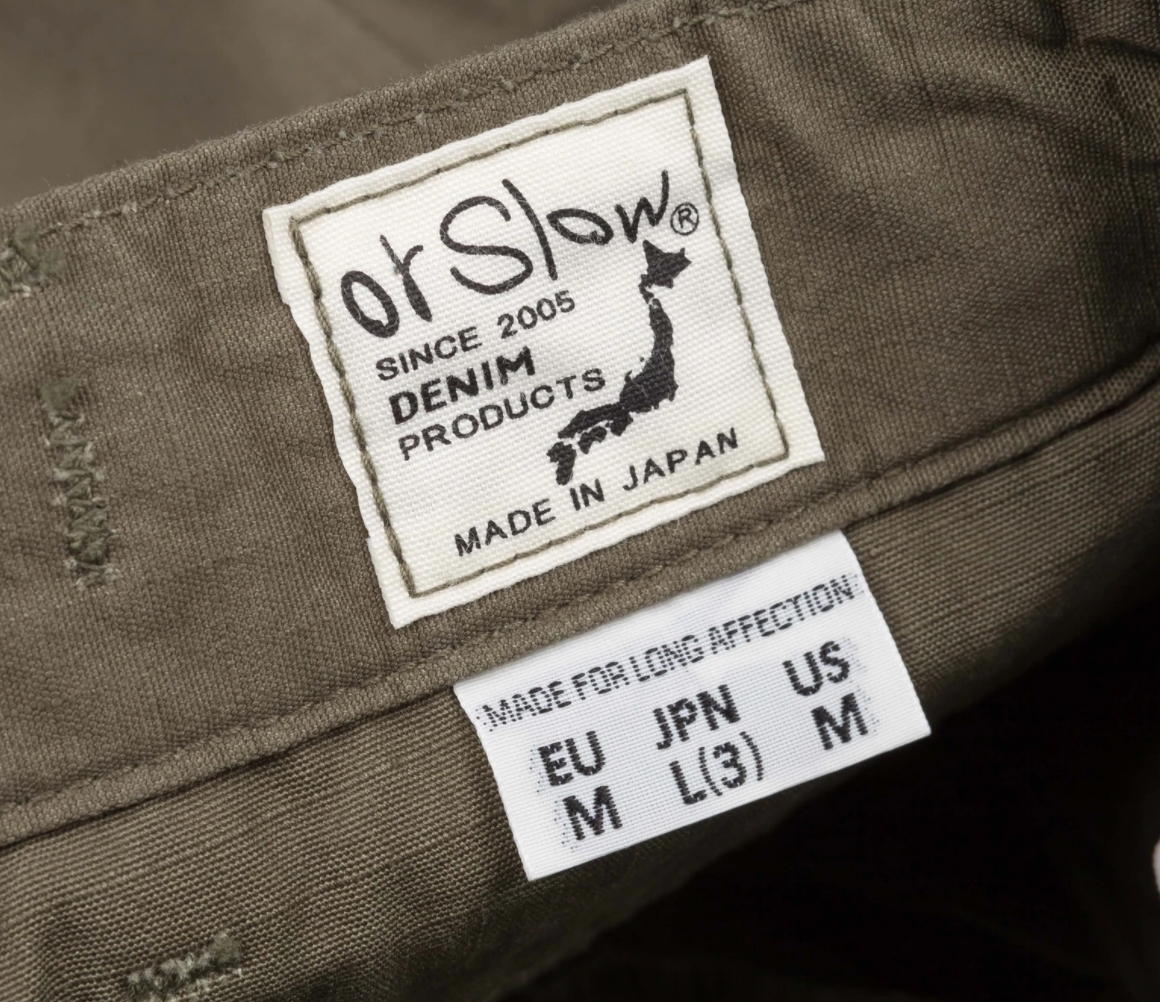 orSlow®
SINCE 2005
DENIM
PRODUCTS
MADE IN JAPAN
MADE FOR LONG AFFECTION
EU JPN US
M L(3) M